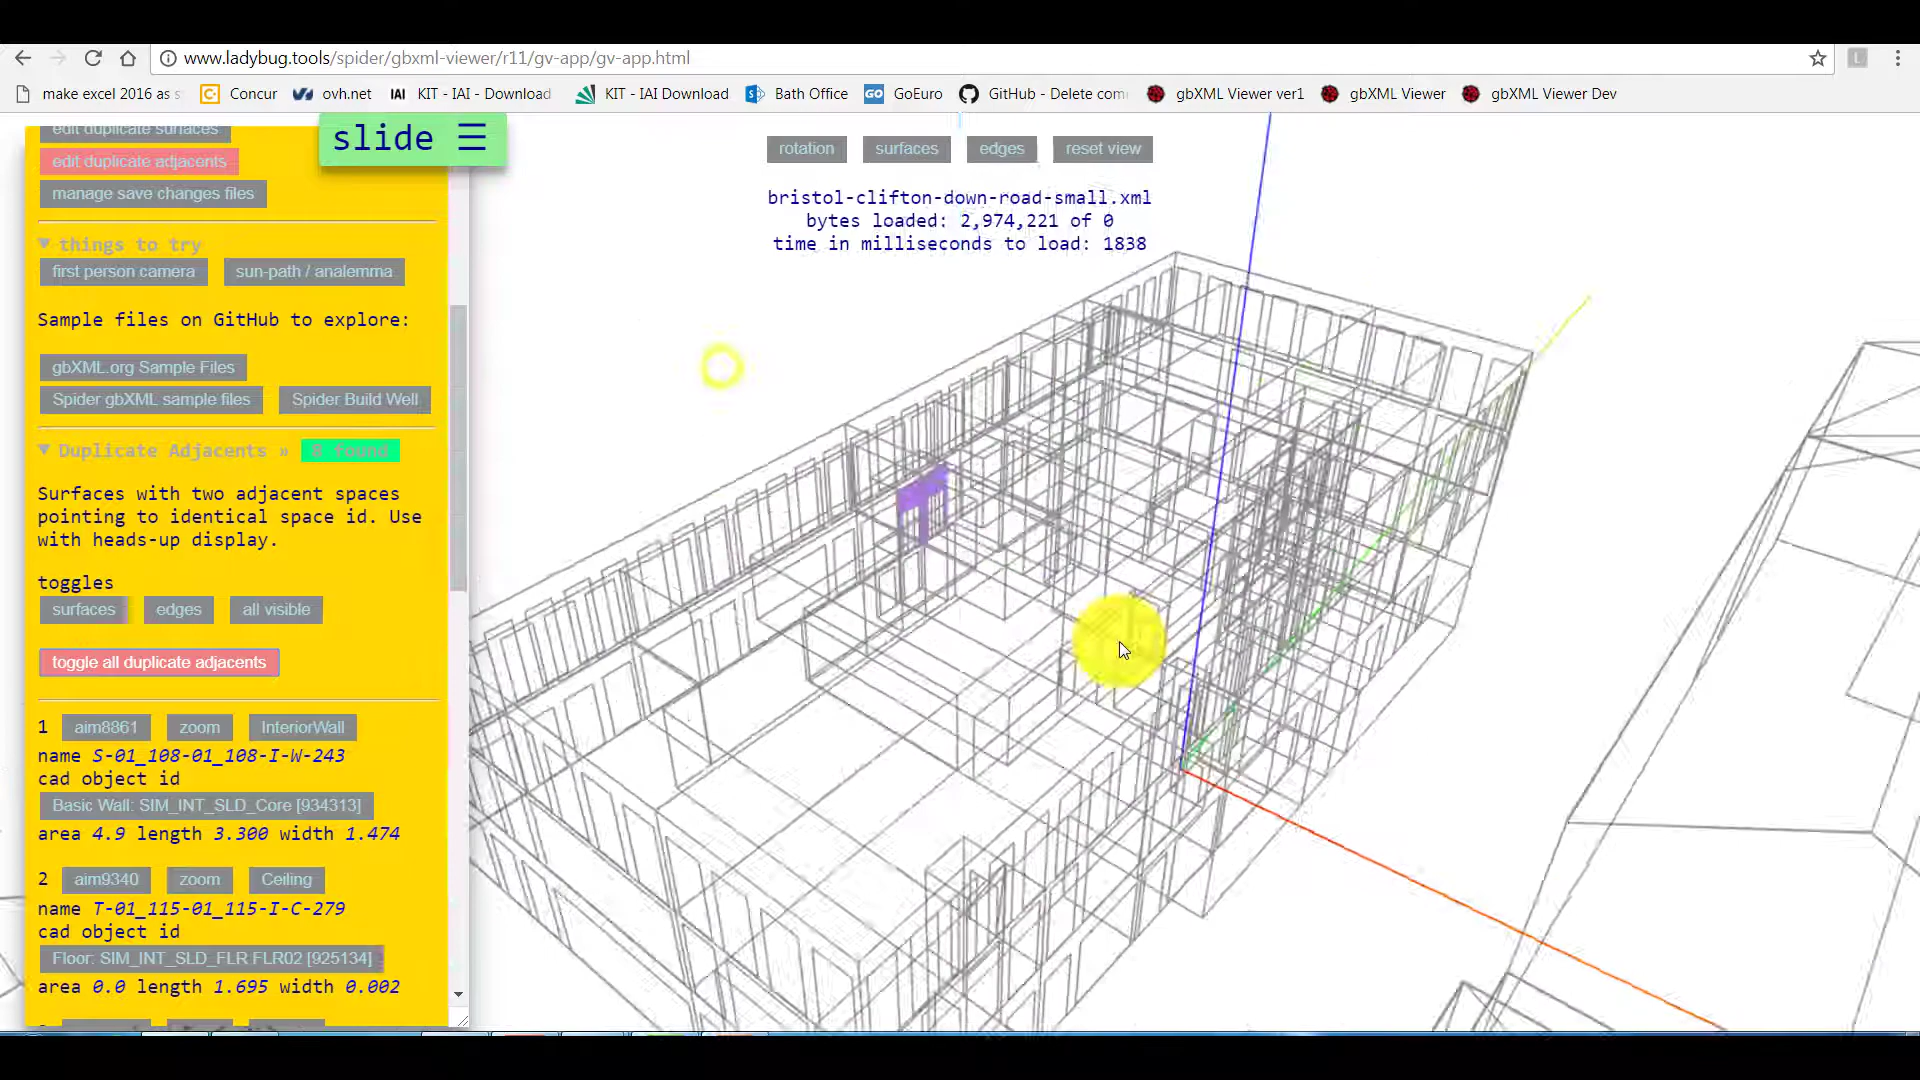 www.ladybug.tools/spider/gbxml-viewer/r11/gv-app/gv-app.html
make excel 2016 as s Concur ovh.net IAI KIT - IAI - Download KIT - IAI Download Bath Office GO GoEuro GitHub - Delete com gbXML Viewer ver1 gbXML Viewer gbXML Viewer Dev
edit duplicate surfaces
slide ☰
edit duplicate adjacents
manage save changes files
rotation surfaces edges reset view
bristol-clifton-down-road-small.xml
bytes loaded: 2,974,221 of 0
time in milliseconds to load: 1838
▼ things to try
first person camera sun-path / analemma
Sample files on GitHub to explore:
gbXML.org Sample Files
Spider gbXML sample files Spider Build Well
▼ Duplicate Adjacents » 8 found
Surfaces with two adjacent spaces
pointing to identical space id. Use
with heads-up display.
toggles
surfaces edges all visible
toggle all duplicate adjacents
1 aim8861 zoom InteriorWall
name S-01_108-01_108-I-W-243
cad object id
Basic Wall: SIM_INT_SLD_Core [934313]
area 4.9 length 3.300 width 1.474
2 aim9340 zoom Ceiling
name T-01_115-01_115-I-C-279
cad object id
Floor: SIM_INT_SLD_FLR FLR02 [925134]
area 0.0 length 1.695 width 0.002